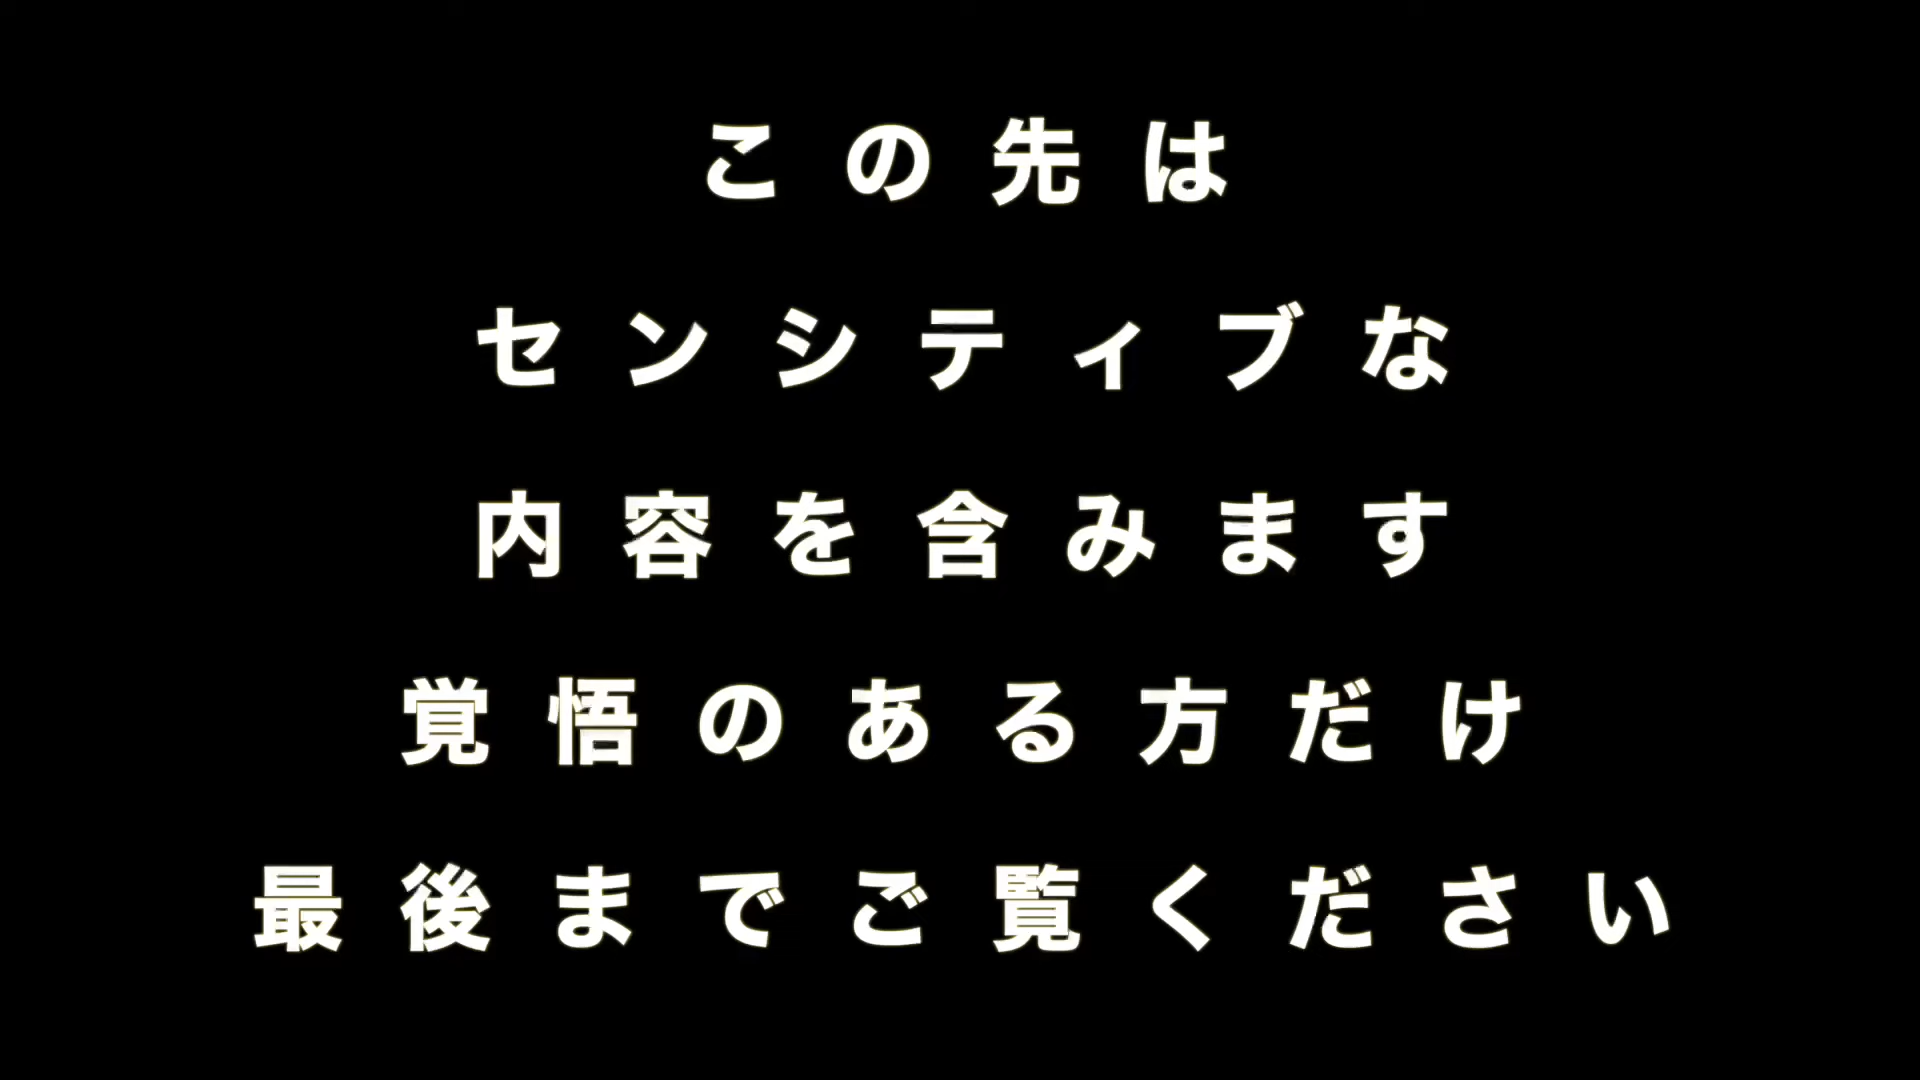 この先は
センシティブな
内容を含みます
覚悟のある方だけ
最後までご覧ください